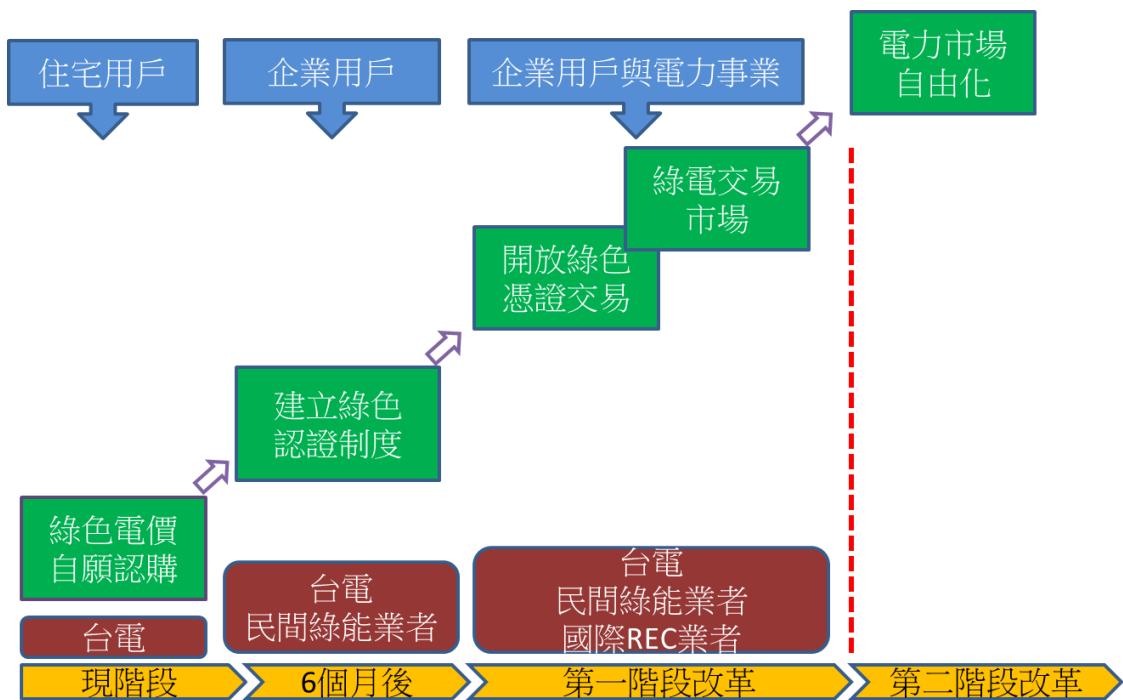 住宅用戶
企業用戶
企業用戶與電力事業
電力市場
自由化
綠電交易
市場
開放綠色
憑證交易
建立綠色
認證制度
綠色電價
自願認購
台電
台電
民間綠能業者
台電
民間綠能業者
國際REC業者
現階段
6個月後
第一階段改革
第二階段改革